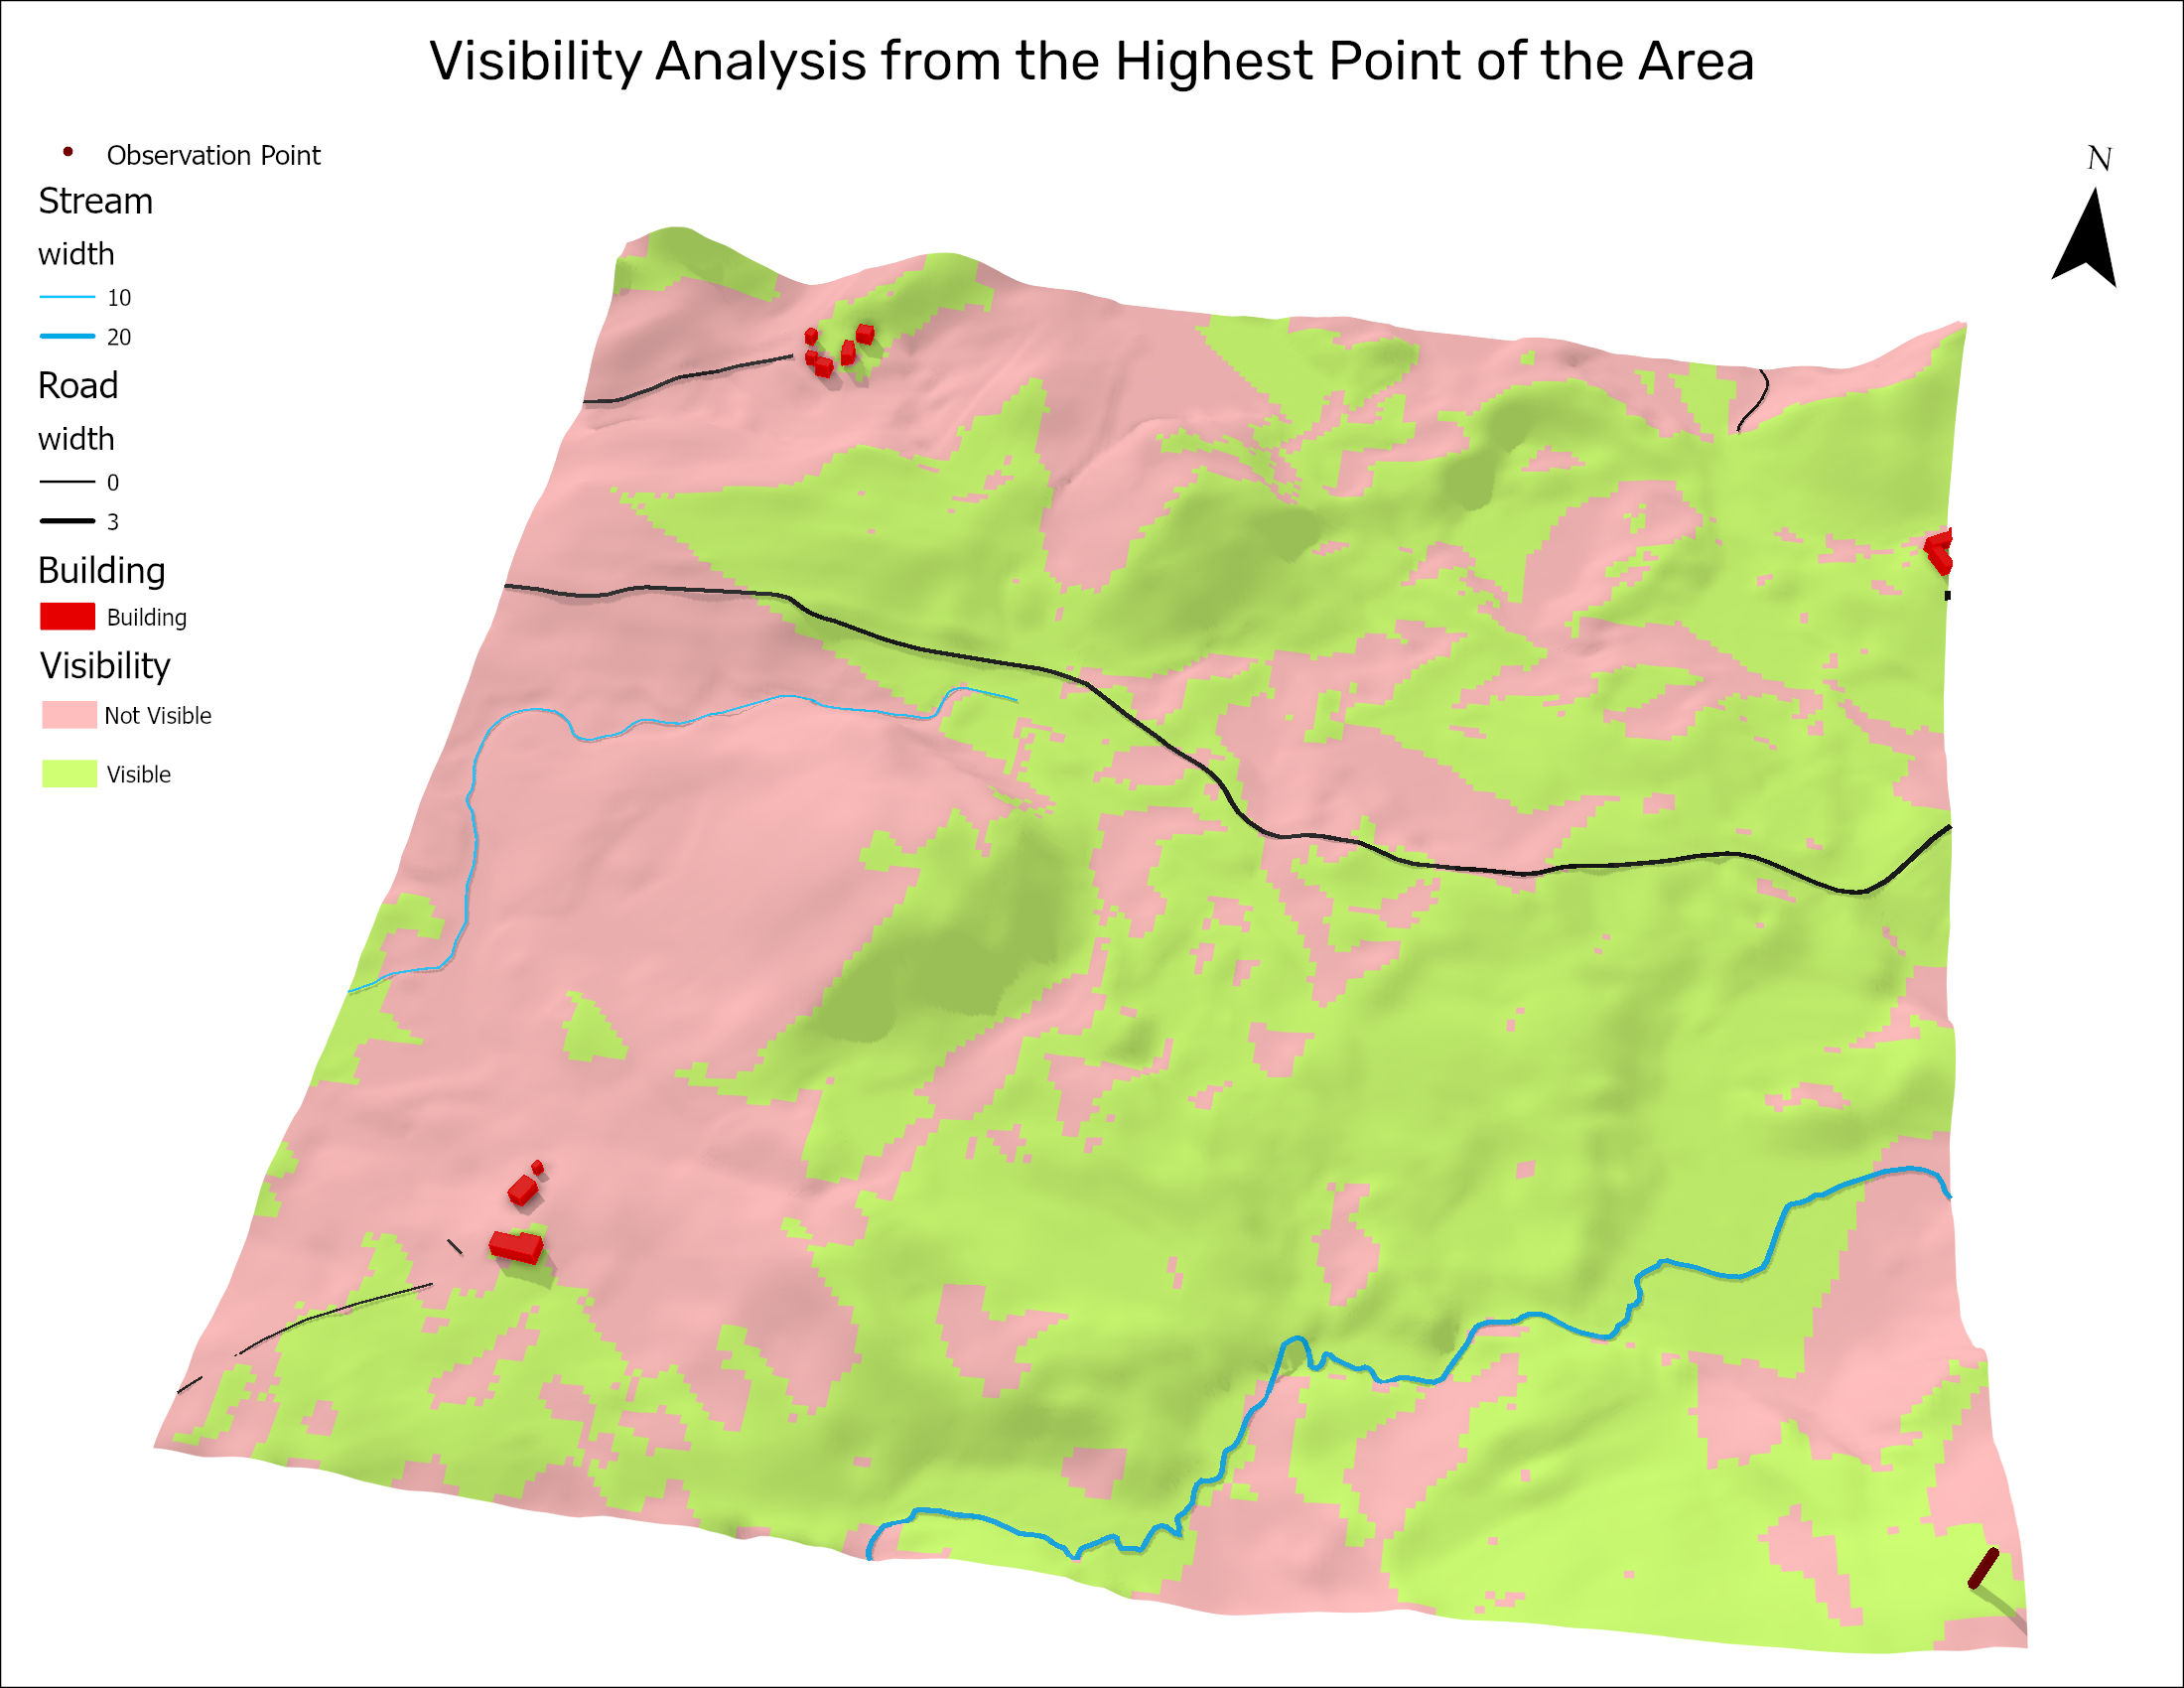 Visibility Analysis from the Highest Point of the Area
Observation Point
Stream
width
10
20
Road
width
0
3
Building
Building
Visibility
Not Visible
Visible
N